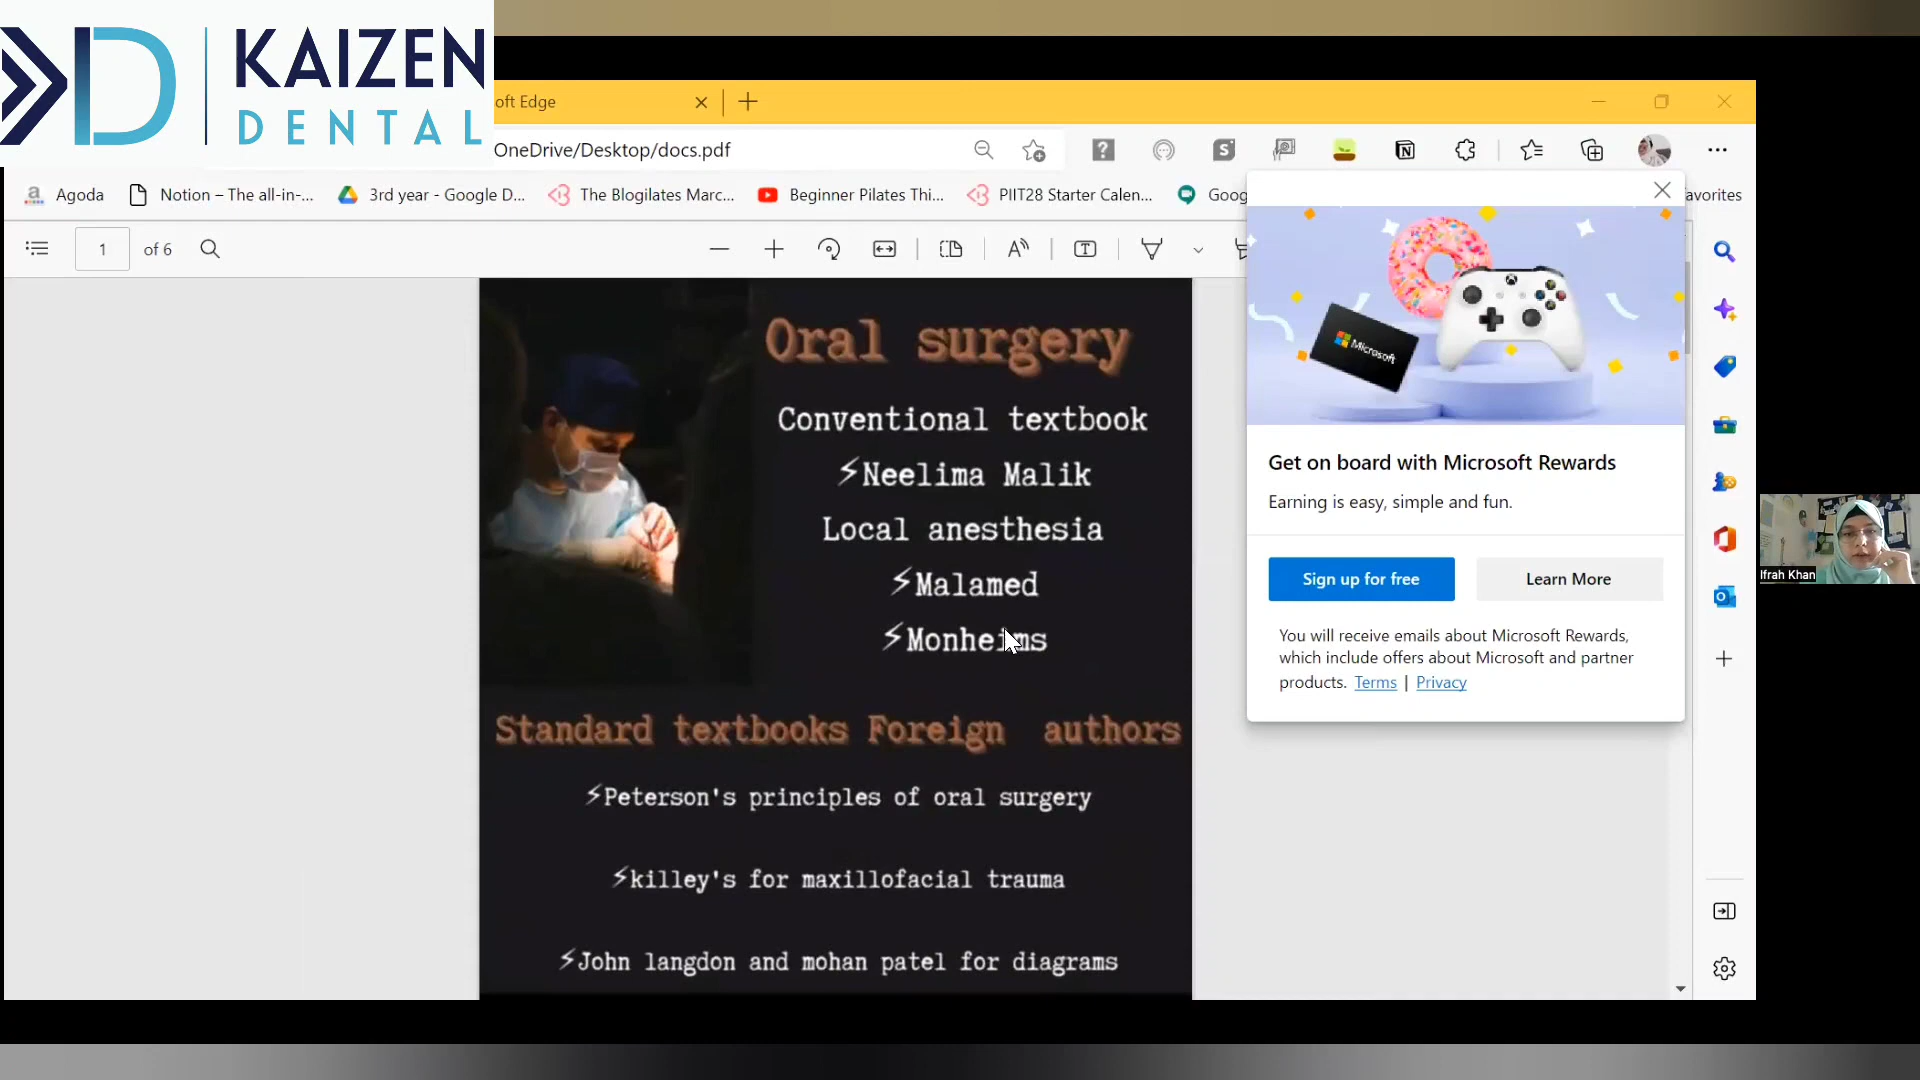 KAIZEN
DENTAL
oft Edge
OneDrive/Desktop/docs.pdf
Agoda
Notion – The all-in-...
3rd year - Google D...
The Blogilates Marc...
Beginner Pilates Thi...
PIIT28 Starter Calen...
Goog
avorites
1 of 6
Oral surgery
Conventional textbook
⚡Neelima Malik
Local anesthesia
⚡Malamed
⚡Monheims
Standard textbooks Foreign authors
⚡Peterson's principles of oral surgery
⚡killey's for maxillofacial trauma
⚡John langdon and mohan patel for diagrams
Microsoft
Get on board with Microsoft Rewards
Earning is easy, simple and fun.
Sign up for free
Learn More
You will receive emails about Microsoft Rewards,
which include offers about Microsoft and partner
products. Terms | Privacy
Ifrah Khan